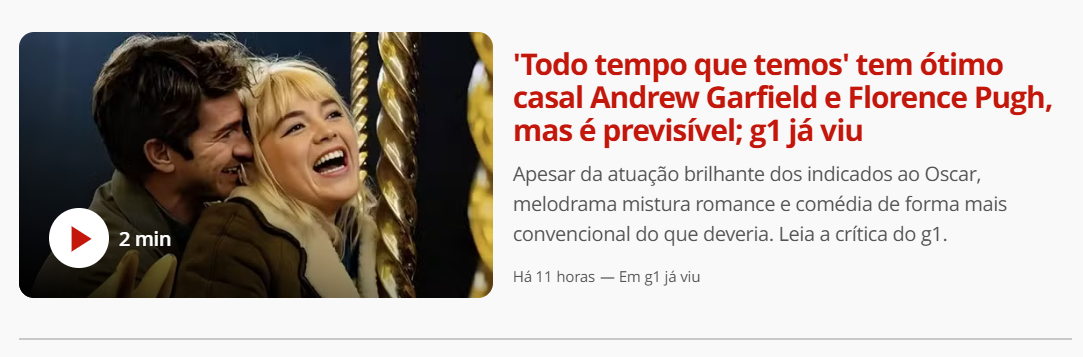 'Todo tempo que temos' tem ótimo
casal Andrew Garfield e Florence Pugh,
mas é previsível; g1 já viu
Apesar da atuação brilhante dos indicados ao Oscar,
melodrama mistura romance e comédia de forma mais
convencional do que deveria. Leia a crítica do g1.
2 min
Há 11 horas — Em g1 já viu